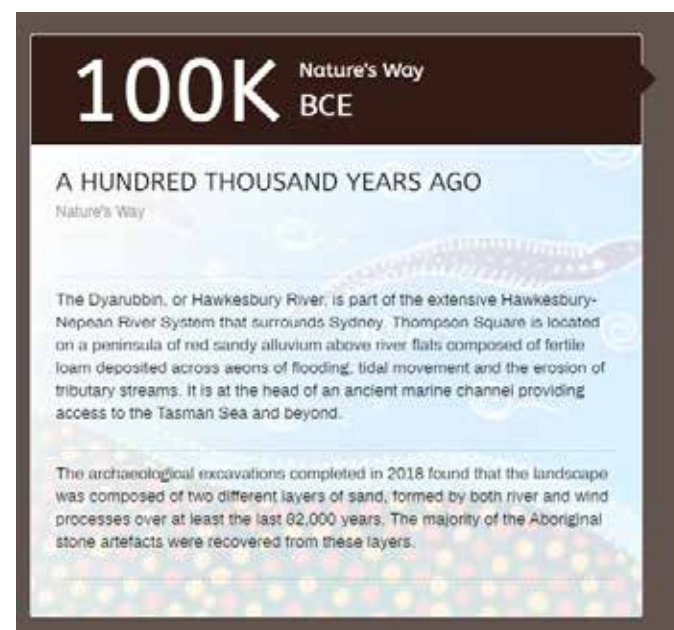 100K
Nature's Way
BCE
A HUNDRED THOUSAND YEARS AGO
Nature's Way
The Dyarubbin, or Hawkesbury River, is part of the extensive Hawkesbury-
Nepean River System that surrounds Sydney. Thompson Square is located
on a peninsula of red sandy alluvium above river flats composed of fertile
loam deposited across aeons of flooding, tidal movement and the erosion of
tributary streams. It is at the head of an ancient marine channel providing
access to the Tasman Sea and beyond.
The archaeological excavations completed in 2018 found that the landscape
was composed of two different layers of sand, formed by both river and wind
processes over at least the last 82,000 years. The majority of the Aboriginal
stone artefacts were recovered from these layers.